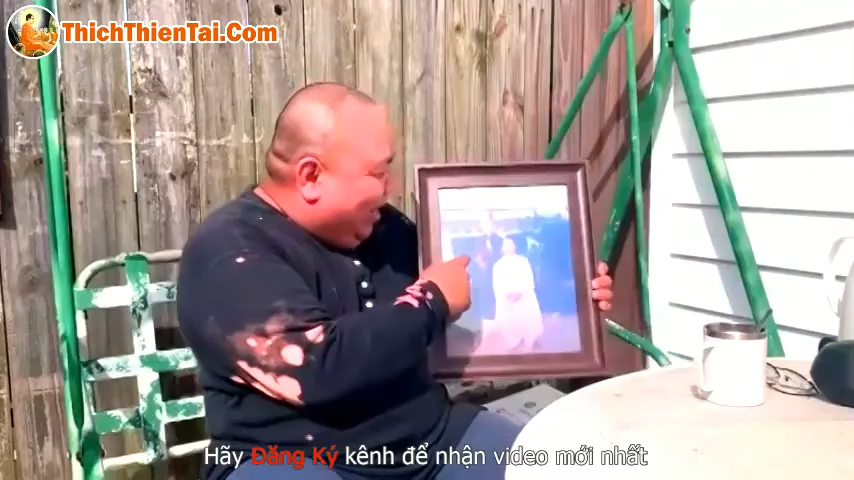 ThichThienTai.Com
Hãy Đăng Ký kênh để nhận video mới nhất